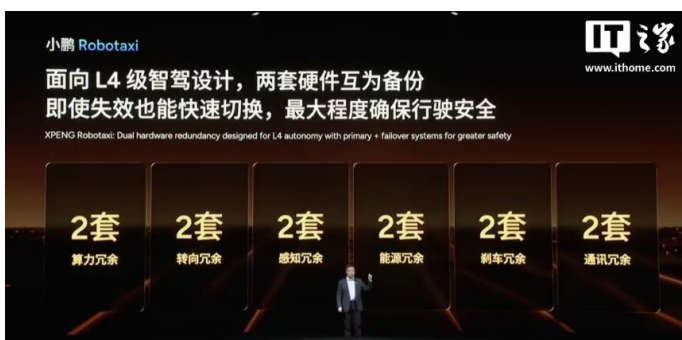 IT之家
www.ithome.com
小鹏 Robotaxi
面向 L4 级智驾设计，两套硬件互为备份
即使失效也能快速切换，最大程度确保行驶安全
XPENG Robotaxi: Dual hardware redundancy designed for L4 autonomy with primary + failover systems for greater safety
2套 2套 2套 2套 2套 2套
算力冗余 转向冗余 感知冗余 能源冗余 刹车冗余 通讯冗余